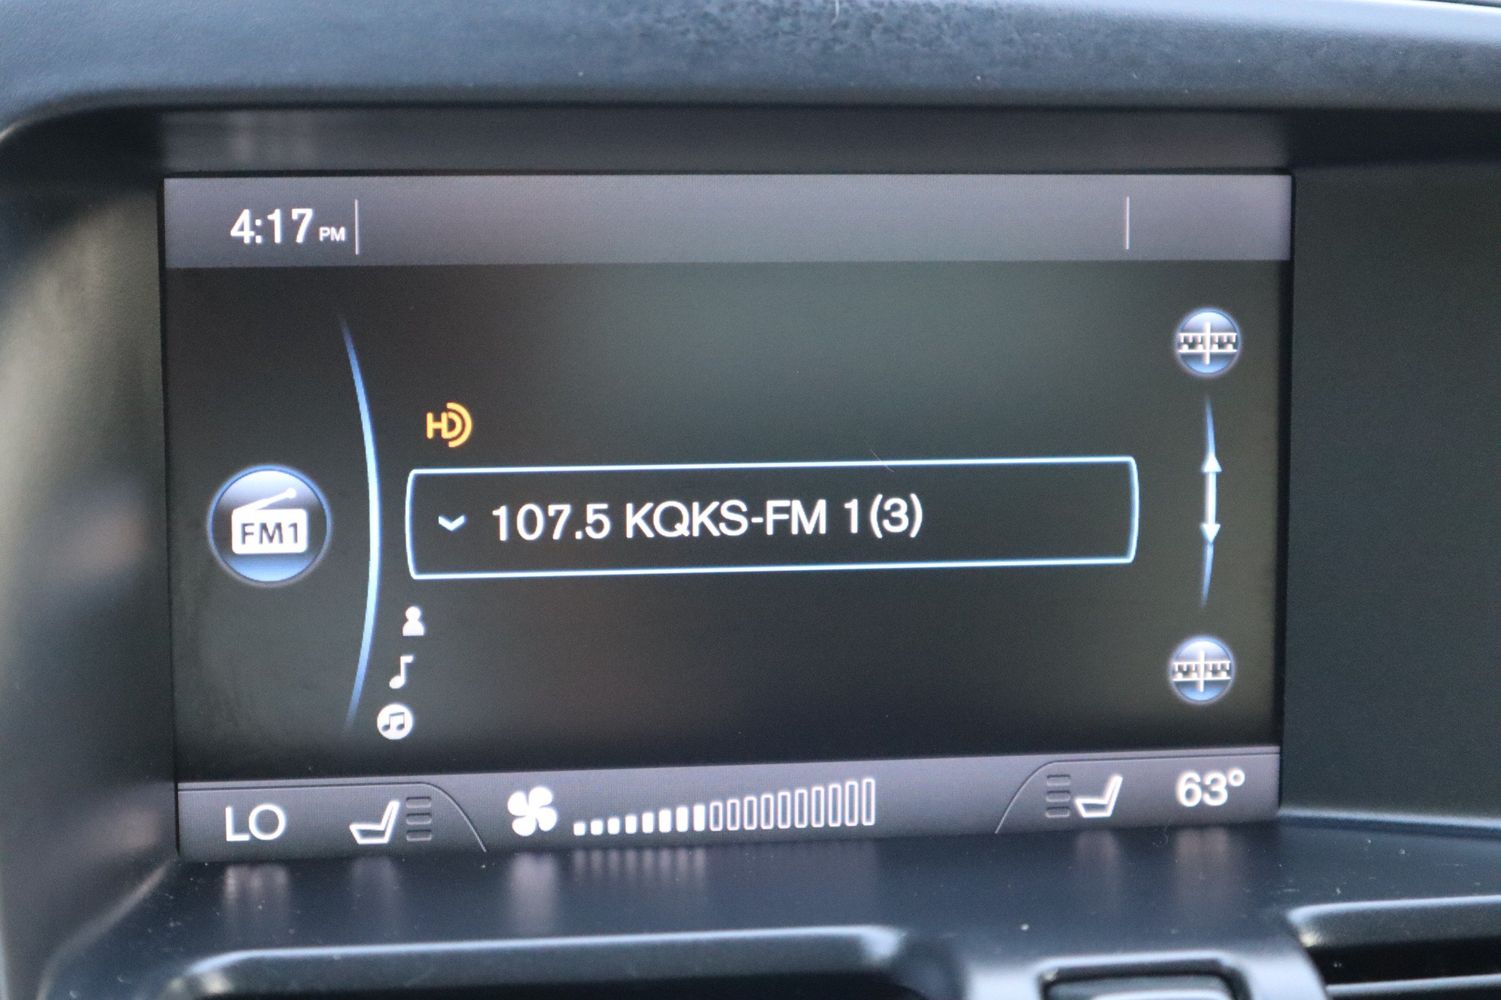 4:17 PM
HD
FM1
107.5 KQKS-FM 1(3)
LO
63°